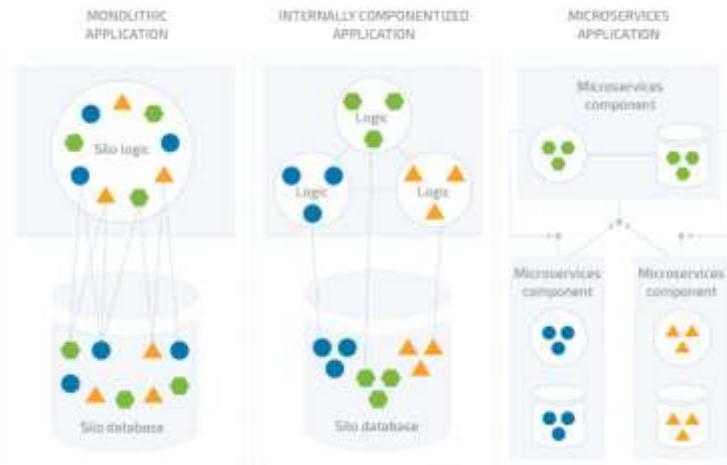 MONOLITHIC
APPLICATION
Silo logic
Silo database
INTERNALLY COMPONENTIZED
APPLICATION
Logic
Logic
Logic
Silo database
MICROSERVICES
APPLICATION
Microservices
component
Microservices
component
Microservices
component